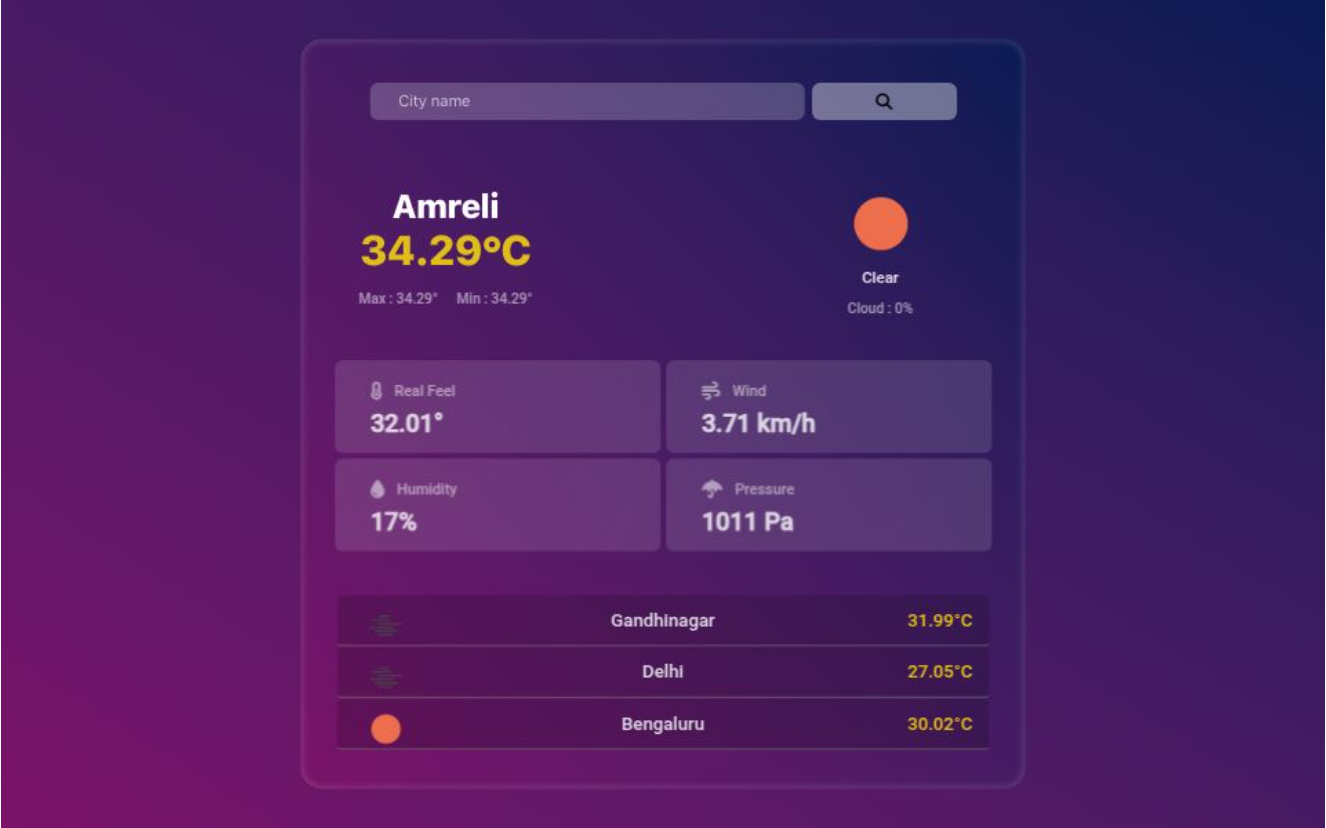 City name
Amreli
34.29°C
Max : 34.29° Min : 34.29°
Clear
Cloud : 0%
Real Feel
32.01°
Wind
3.71 km/h
Humidity
17%
Pressure
1011 Pa
Gandhinagar 31.99°C
Delhi 27.05°C
Bengaluru 30.02°C